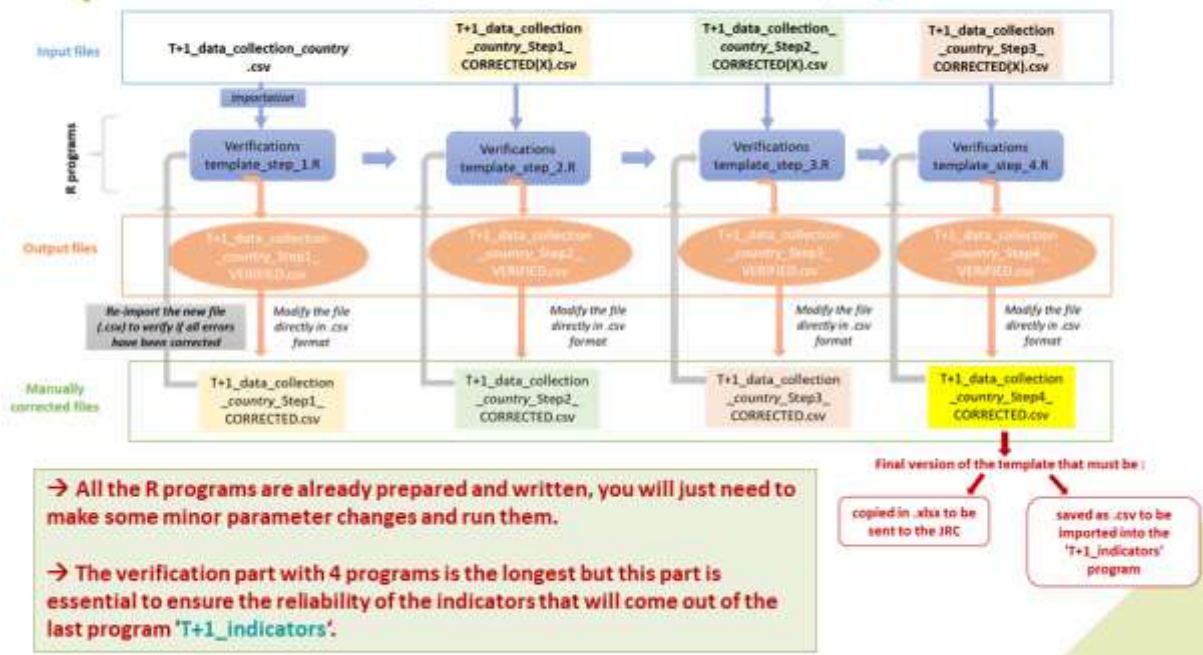 Input files
T+1_data_collection_country
.csv
T+1_data_collection
_country_Step1_
CORRECTED(X).csv
T+1_data_collection_
country_Step2_
CORRECTED(X).csv
T+1_data_collection
_country_Step3_
CORRECTED(X).csv
Importation
R programs
Verifications
template_step_1.R
Verifications
template_step_2.R
Verifications
template_step_3.R
Verifications
template_step_4.R
Output files
T+1_data_collection
_country_Step1_
VERIFIED.csv
T+1_data_collection
_country_Step2_
VERIFIED.csv
T+1_data_collection
_country_Step3_
VERIFIED.csv
T+1_data_collection
_country_Step4_
VERIFIED.csv
Re-import the new file
(.csv) to verify if all errors
have been corrected
Modify the file
directly in .csv
format
Modify the file
directly in .csv
format
Modify the file
directly in .csv
format
Modify the file
directly in .csv
format
Manually
corrected files
T+1_data_collection
_country_Step1_
CORRECTED.csv
T+1_data_collection
_country_Step2_
CORRECTED.csv
T+1_data_collection
_country_Step3_
CORRECTED.csv
T+1_data_collection
_country_Step4_
CORRECTED.csv
Final version of the template that must be :
copied in .xlsx to be
sent to the JRC
saved as .csv to be
imported into the
'T+1_indicators'
program
→ All the R programs are already prepared and written, you will just need to
make some minor parameter changes and run them.
→ The verification part with 4 programs is the longest but this part is
essential to ensure the reliability of the indicators that will come out of the
last program 'T+1_indicators'.